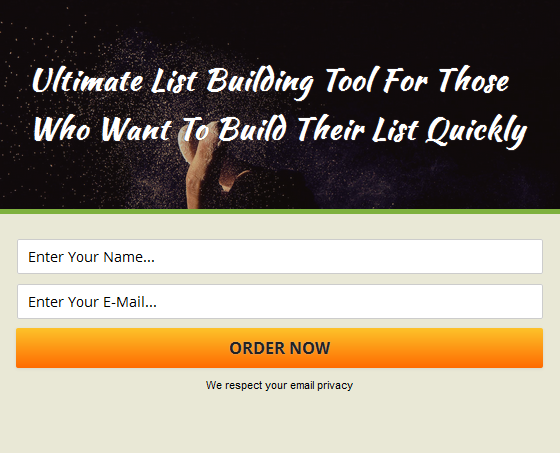 Ultimate List Building Tool For Those
Who Want To Build Their List Quickly
Enter Your Name...
Enter Your E-Mail...
ORDER NOW
We respect your email privacy